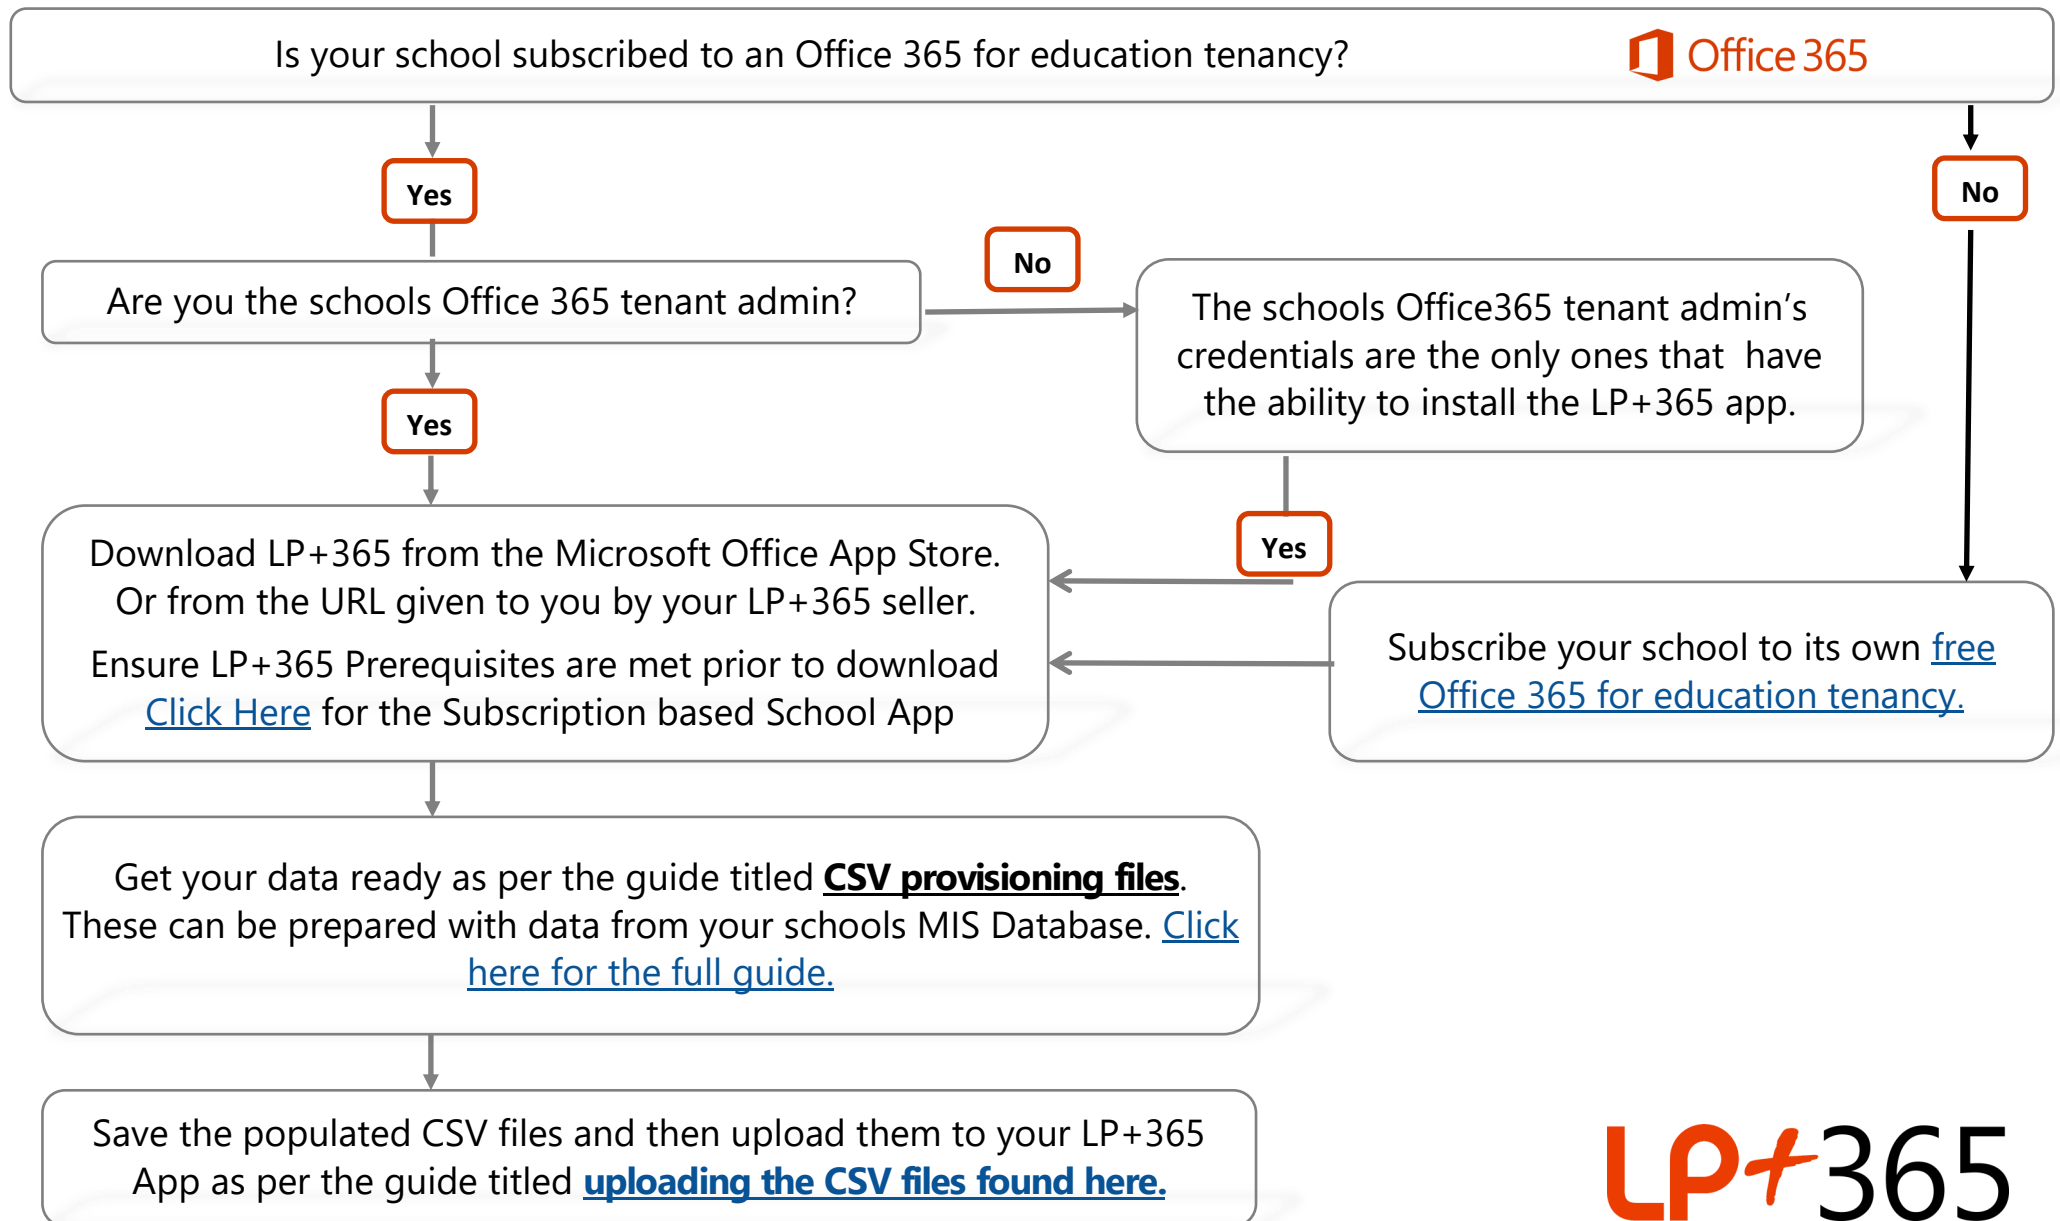 Is your school subscribed to an Office 365 for education tenancy?
Office 365
Yes
No
No
Are you the schools Office 365 tenant admin?
The schools Office365 tenant admin’s
credentials are the only ones that  have
the ability to install the LP+365 app.
Yes
Yes
Download LP+365 from the Microsoft Office App Store.
Or from the URL given to you by your LP+365 seller.
Ensure LP+365 Prerequisites are met prior to download
Click Here for the Subscription based School App
Subscribe your school to its own free
Office 365 for education tenancy.
Get your data ready as per the guide titled CSV provisioning files.
These can be prepared with data from your schools MIS Database. Click
here for the full guide.
Save the populated CSV files and then upload them to your LP+365
App as per the guide titled uploading the CSV files found here.
LP+365